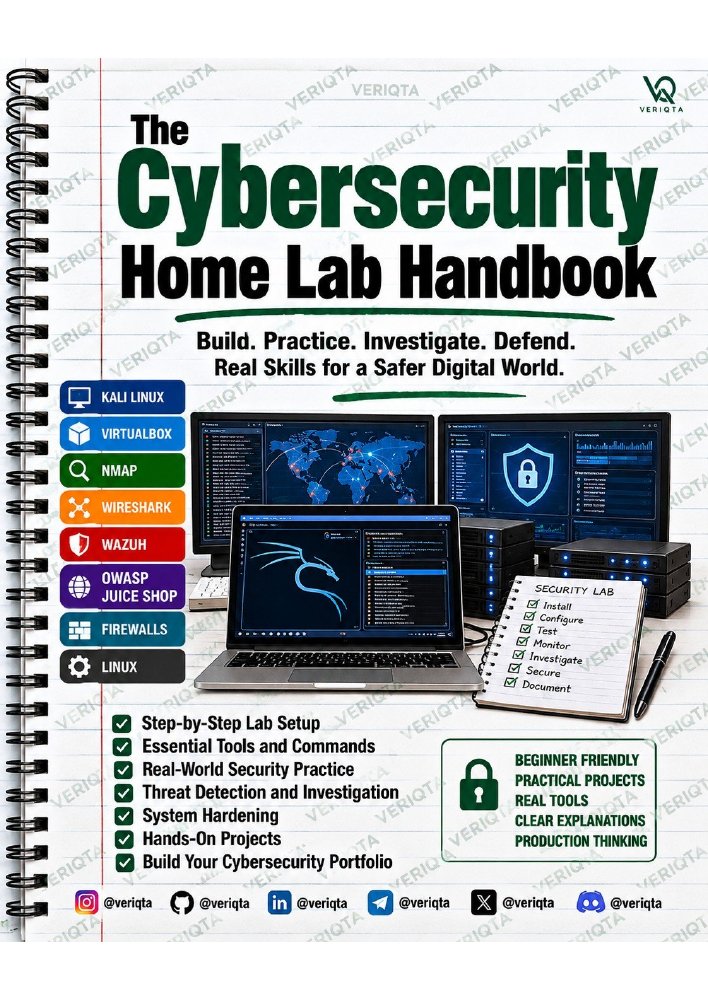 VERIQTA
The
Cybersecurity
Home Lab Handbook
Build. Practice. Investigate. Defend.
Real Skills for a Safer Digital World.
KALI LINUX
VIRTUALBOX
NMAP
WIRESHARK
WAZUH
OWASP
JUICE SHOP
FIREWALLS
LINUX
SECURITY LAB
Install
Configure
Test
Monitor
Investigate
Secure
Document
Step-by-Step Lab Setup
Essential Tools and Commands
Real-World Security Practice
Threat Detection and Investigation
System Hardening
Hands-On Projects
Build Your Cybersecurity Portfolio
BEGINNER FRIENDLY
PRACTICAL PROJECTS
REAL TOOLS
CLEAR EXPLANATIONS
PRODUCTION THINKING
@veriqta @veriqta @veriqta @veriqta @veriqta @veriqta